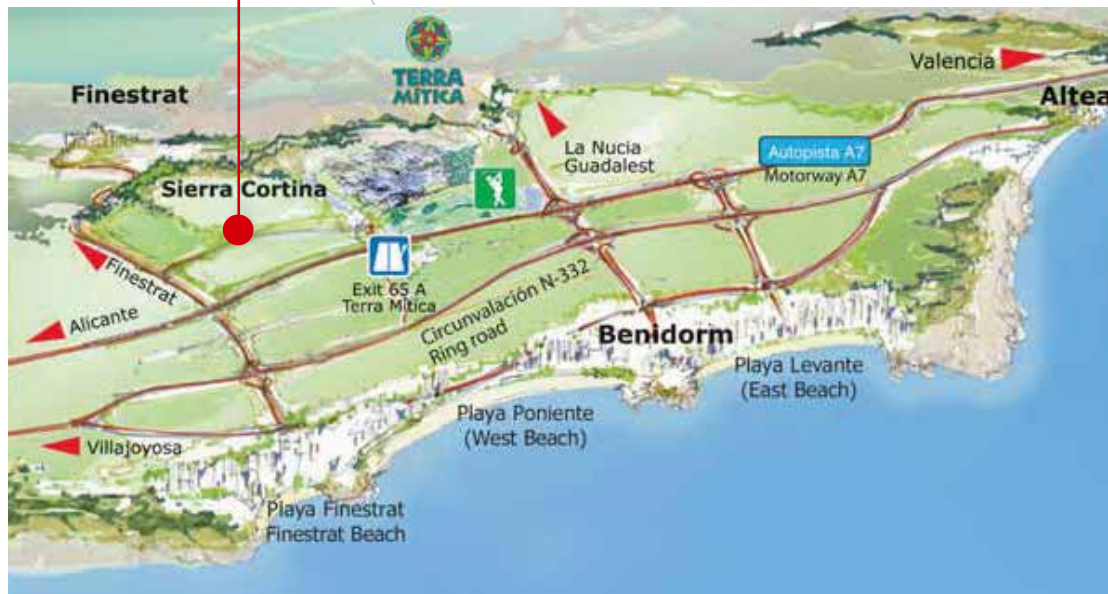 TERRA
MÍTICA
Finestrat
Valencia
Altea
La Nucia
Guadalest
Autopista A7
Motorway A7
Sierra Cortina
Finestrat
Exit 65 A
Terra Mítica
Alicante
Circunvalación N-332
Ring road
Benidorm
Playa Levante
(East Beach)
Playa Poniente
(West Beach)
Villajoyosa
Playa Finestrat
Finestrat Beach